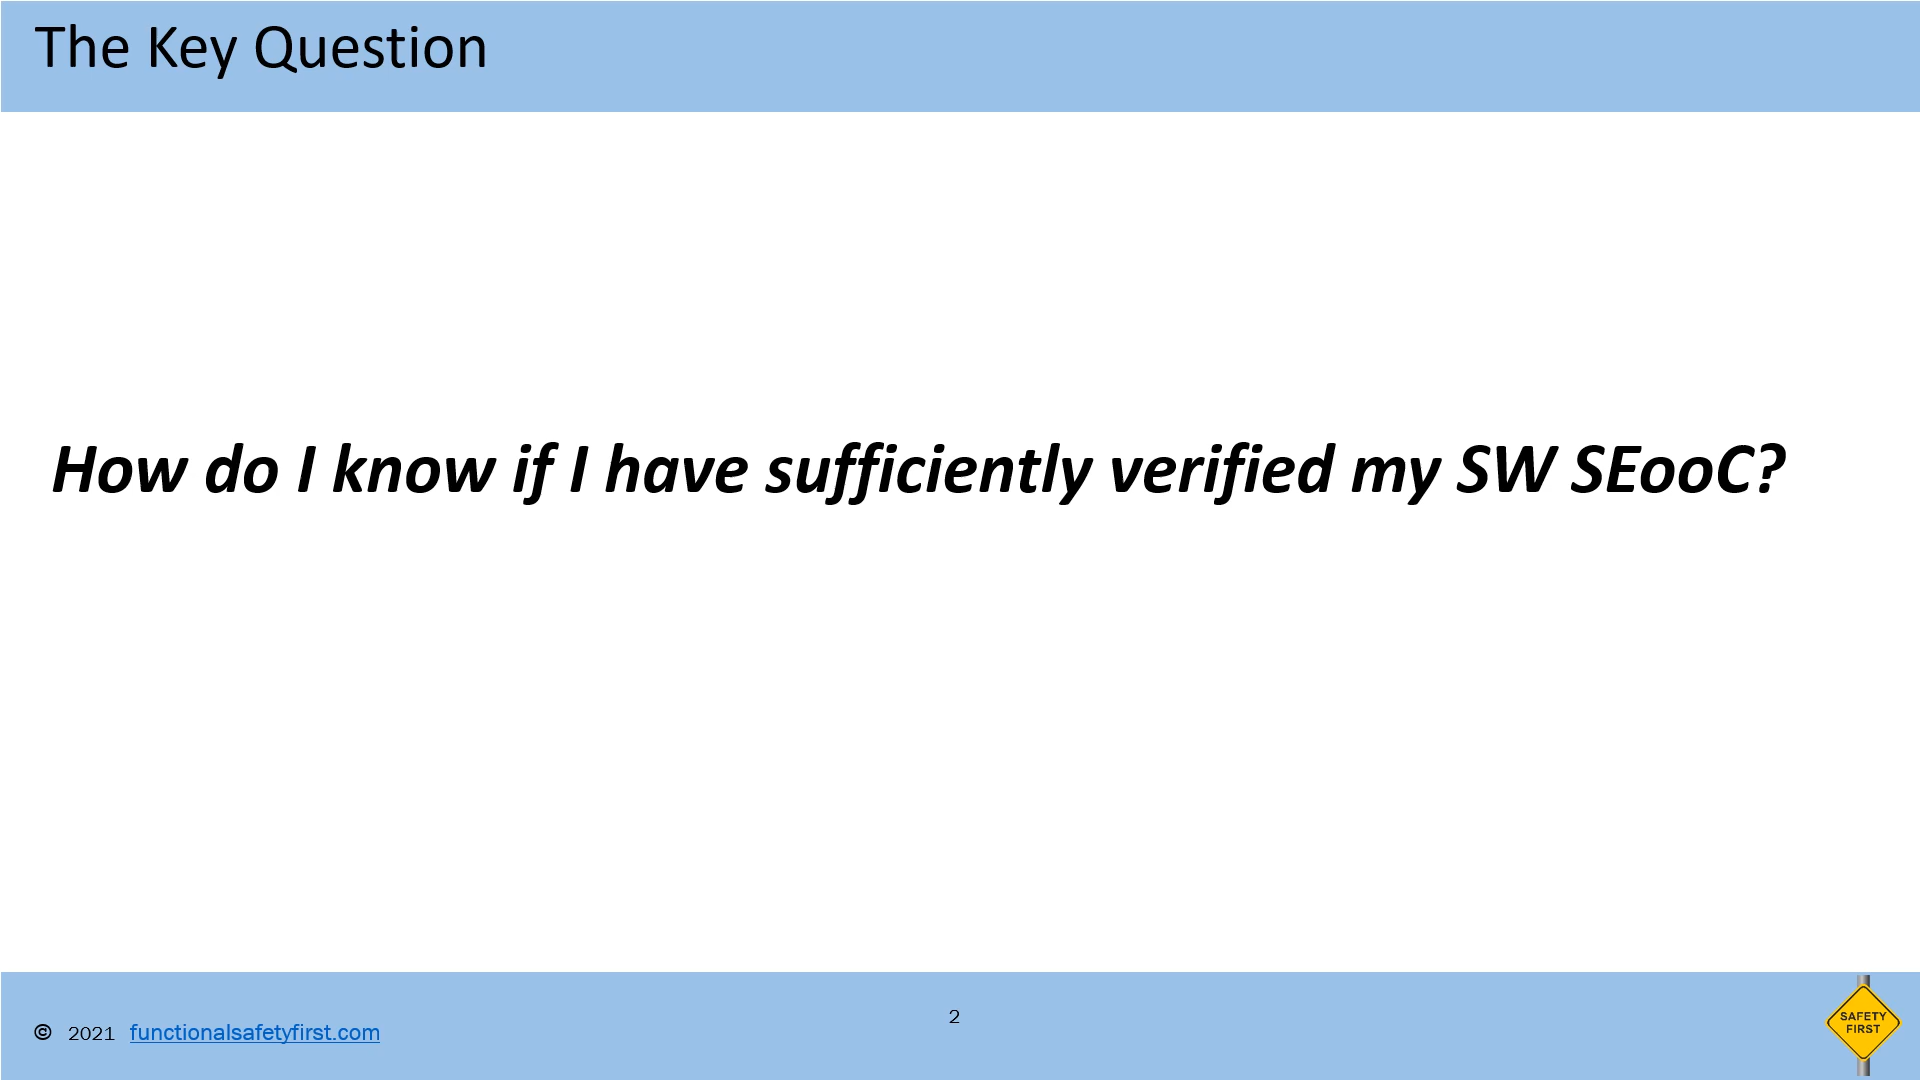 The Key Question
How do I know if I have sufficiently verified my SW SEooC?
© 2021 functionalsafetyfirst.com
2
SAFETY
FIRST